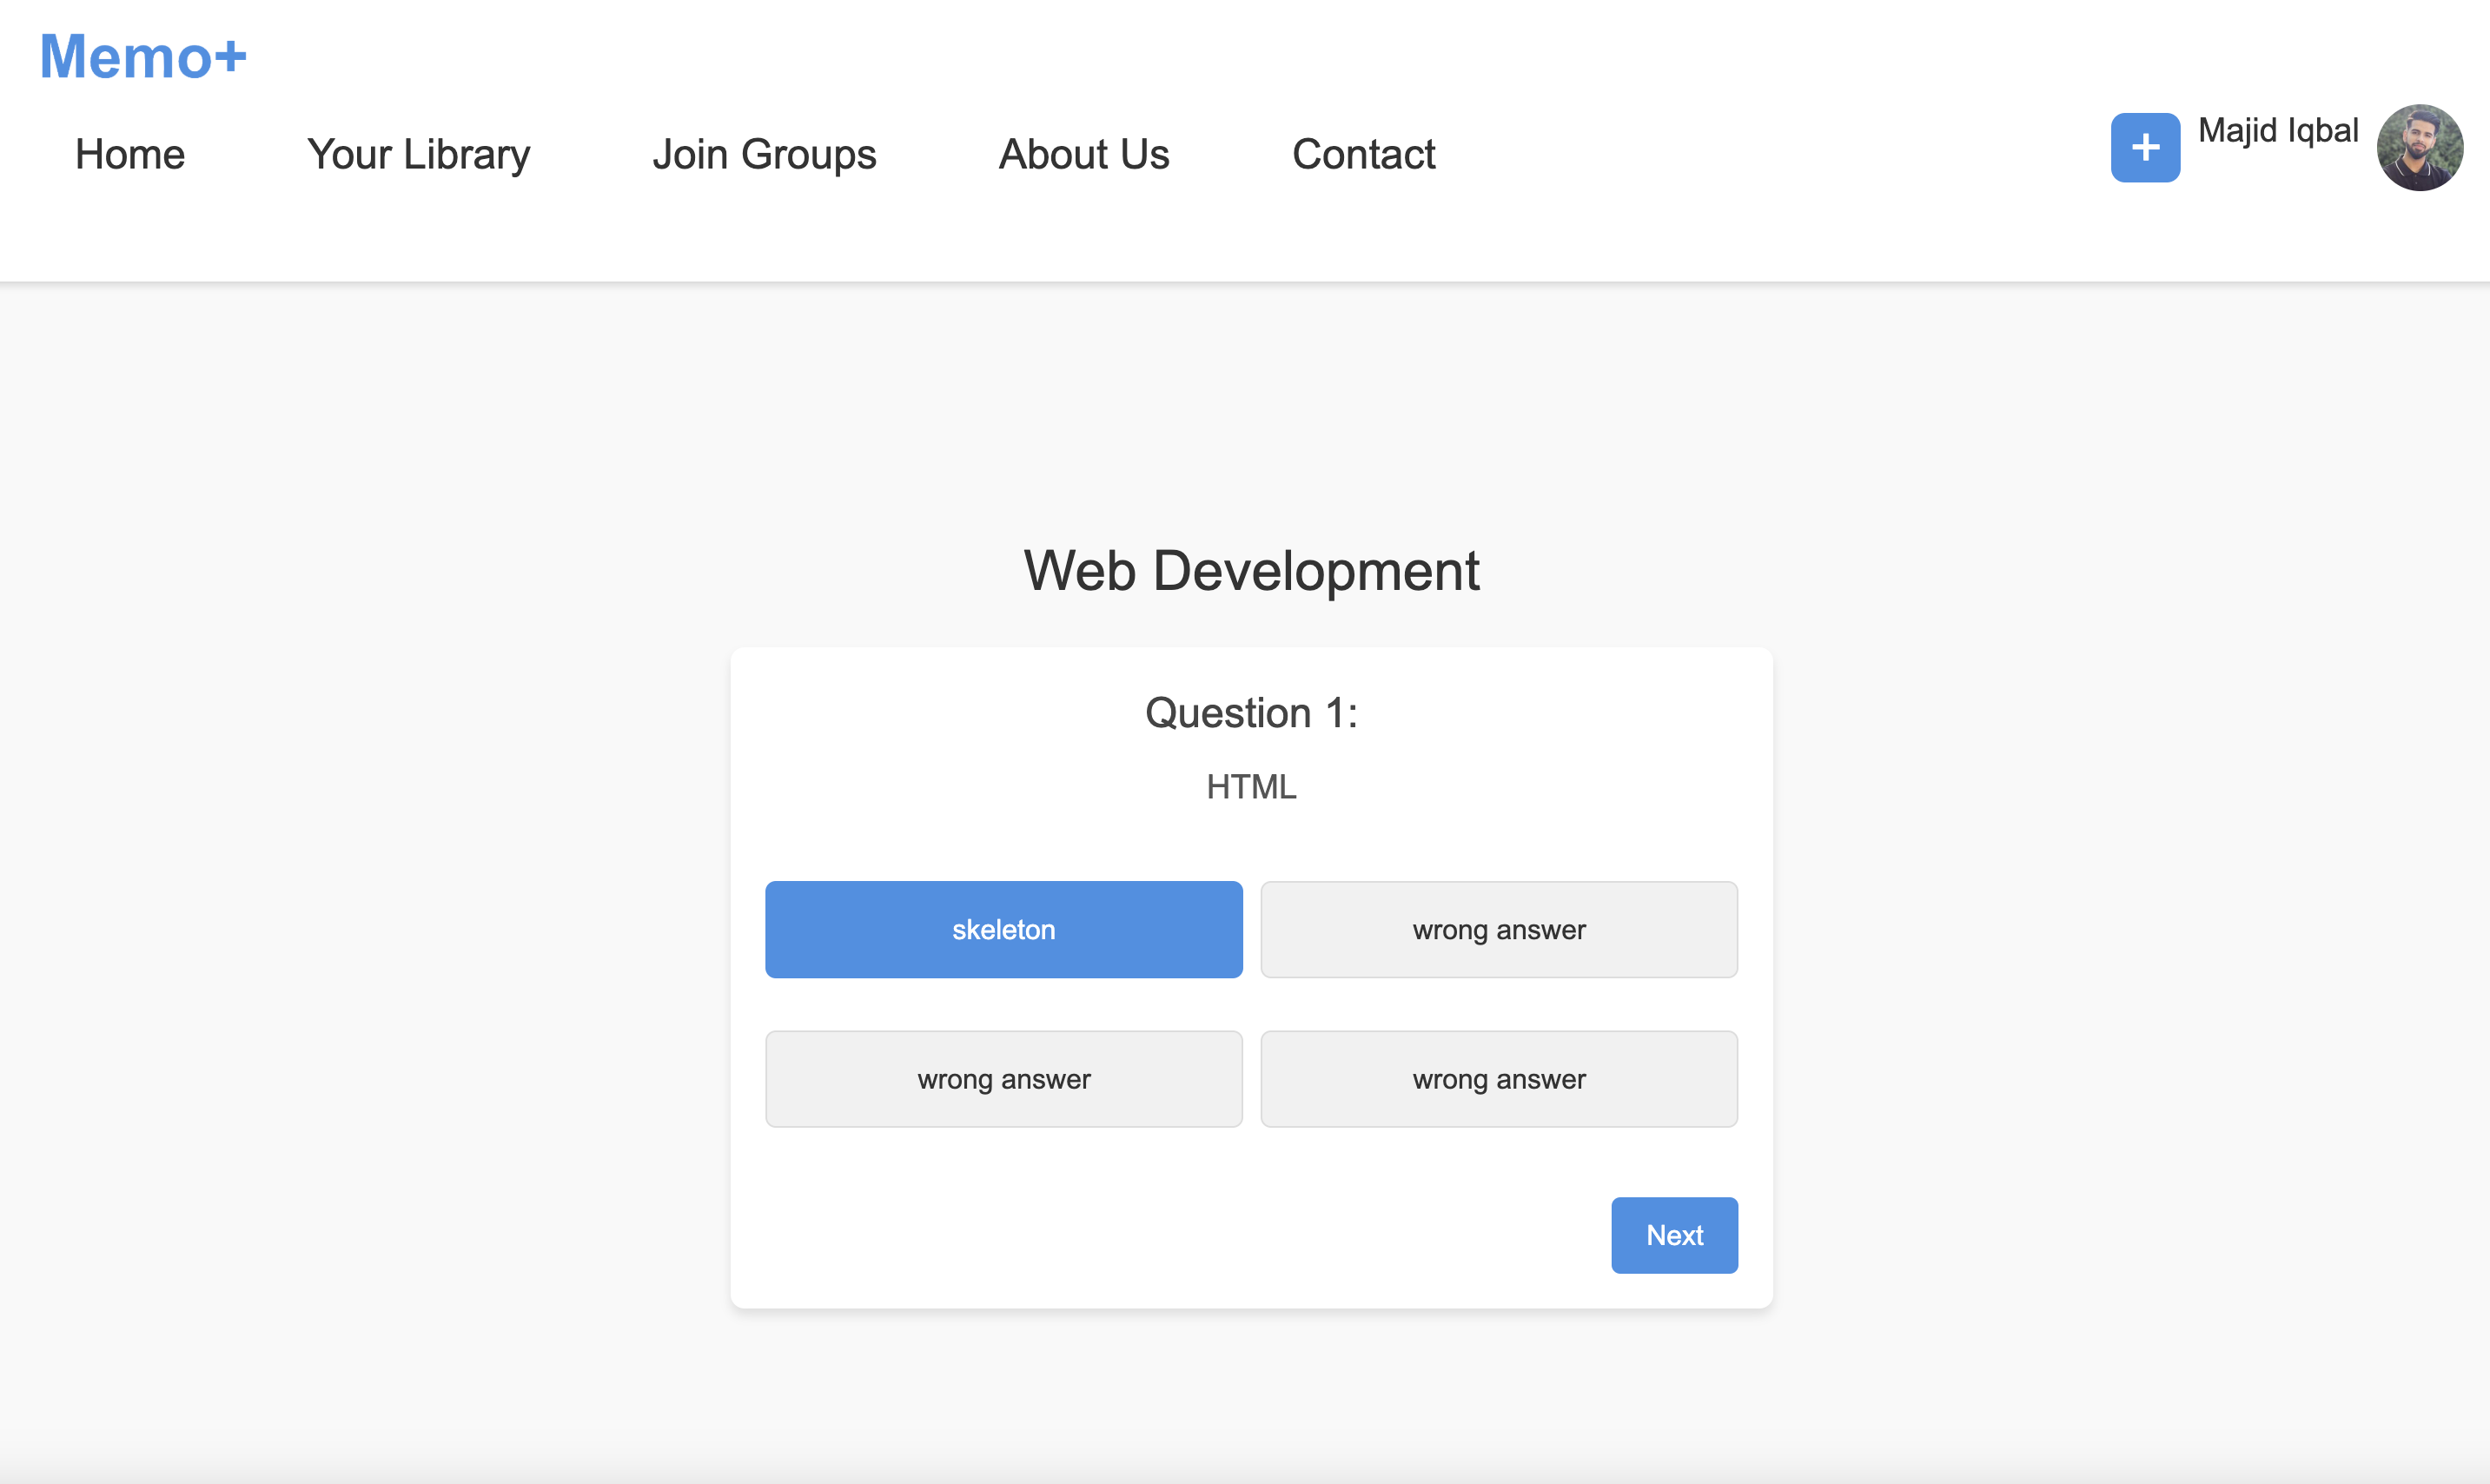 Memo+
Home Your Library Join Groups About Us Contact + Majid Iqbal
Web Development
Question 1:
HTML
skeleton wrong answer
wrong answer wrong answer
Next